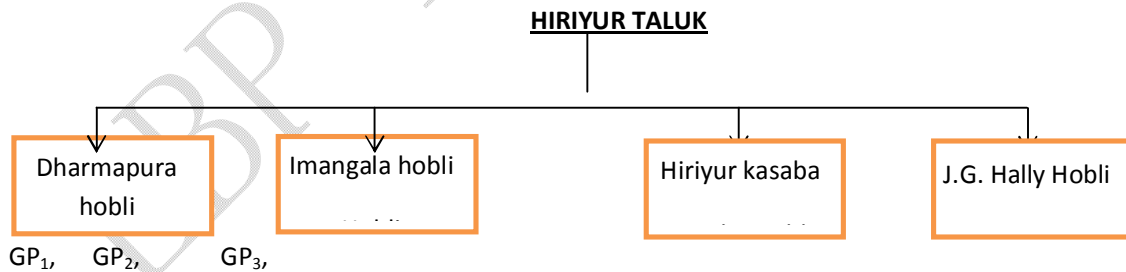 HIRIYUR TALUK
Dharmapura
hobli
Imangala hobli
Hiriyur kasaba
J.G. Hally Hobli
GP₁, GP₂, GP₃,